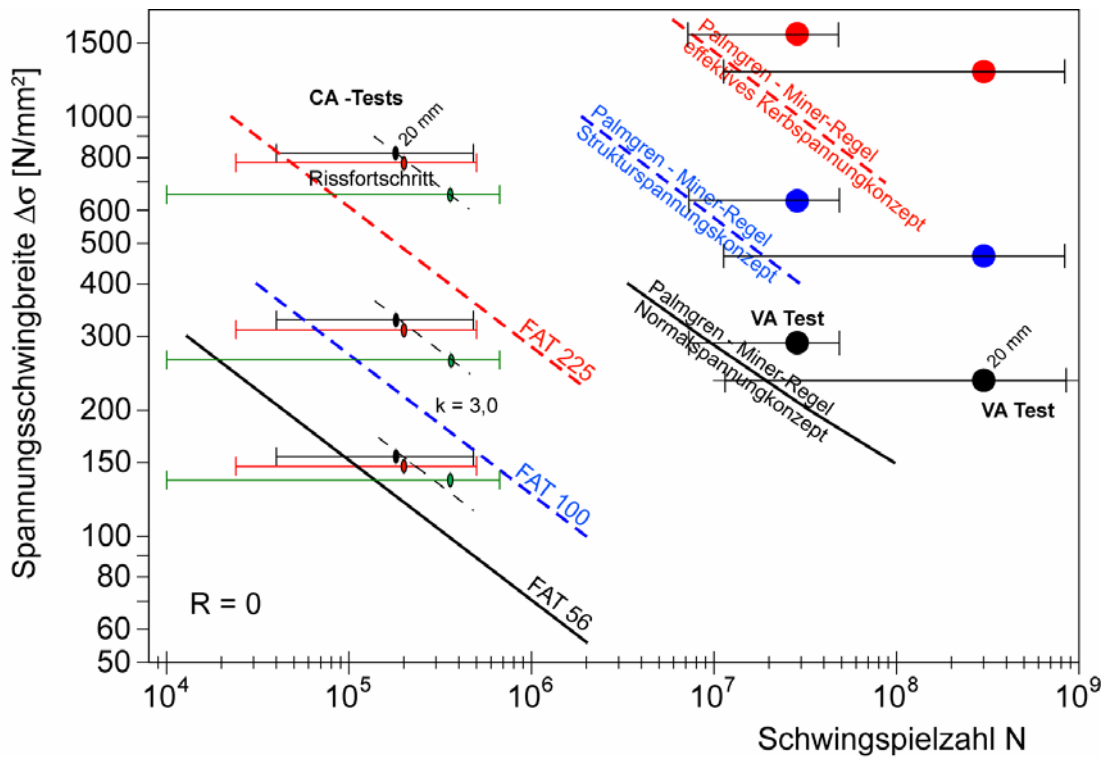 Spannungsschwingbreite Δσ [N/mm²]
1500
1000
800
600
500
400
300
200
150
100
80
60
50
CA -Tests
20 mm
Rissfortschritt
FAT 225
k = 3,0
FAT 100
FAT 56
R = 0
Palmgren - Miner-Regel
effektives Kerbspannungkonzept
Palmgren - Miner-Regel
Strukturspannungskonzept
Palmgren - Miner-Regel
Normalspannungkonzept
VA Test
20 mm
VA Test
10⁴
10⁵
10⁶
10⁷
10⁸
10⁹
Schwingspielzahl N